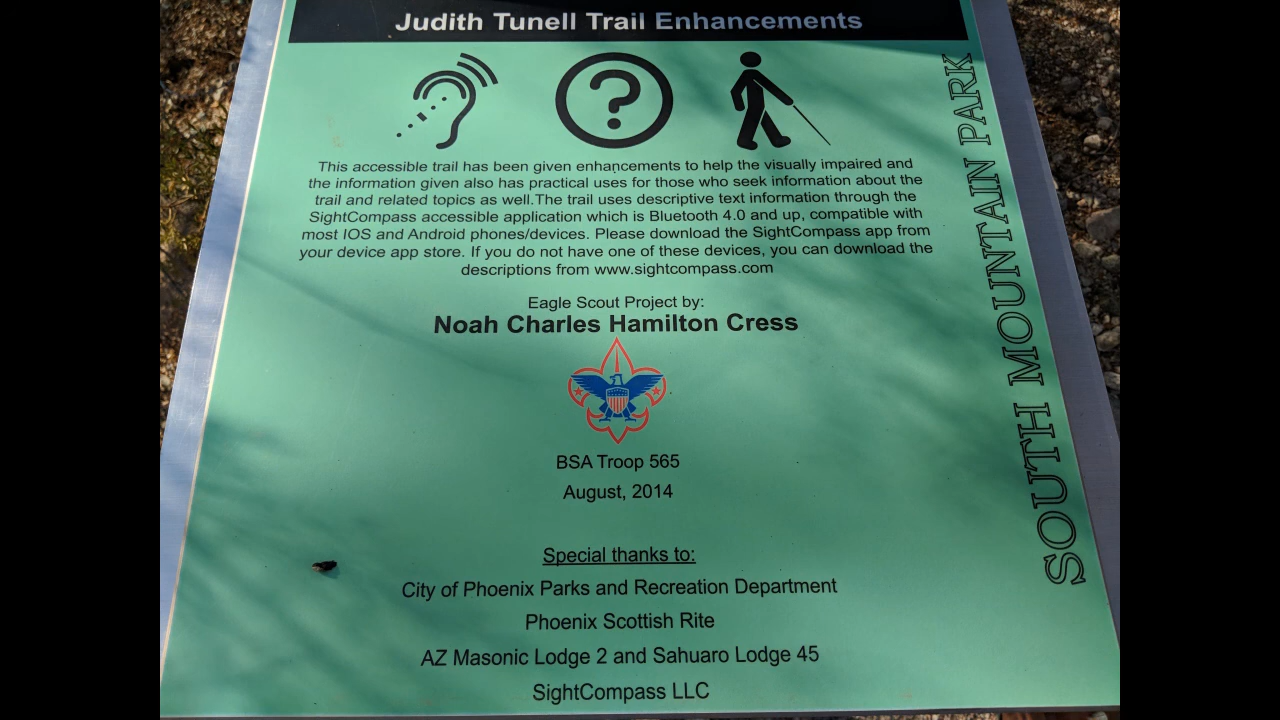 Judith Tunell Trail Enhancements
This accessible trail has been given enhancements to help the visually impaired and
the information given also has practical uses for those who seek information about the
trail and related topics as well.The trail uses descriptive text information through the
SightCompass accessible application which is Bluetooth 4.0 and up, compatible with
most IOS and Android phones/devices. Please download the SightCompass app from
your device app store. If you do not have one of these devices, you can download the
descriptions from www.sightcompass.com
Eagle Scout Project by:
Noah Charles Hamilton Cress
BSA Troop 565
August, 2014
Special thanks to:
City of Phoenix Parks and Recreation Department
Phoenix Scottish Rite
AZ Masonic Lodge 2 and Sahuaro Lodge 45
SightCompass LLC
SOUTH MOUNTAIN PARK